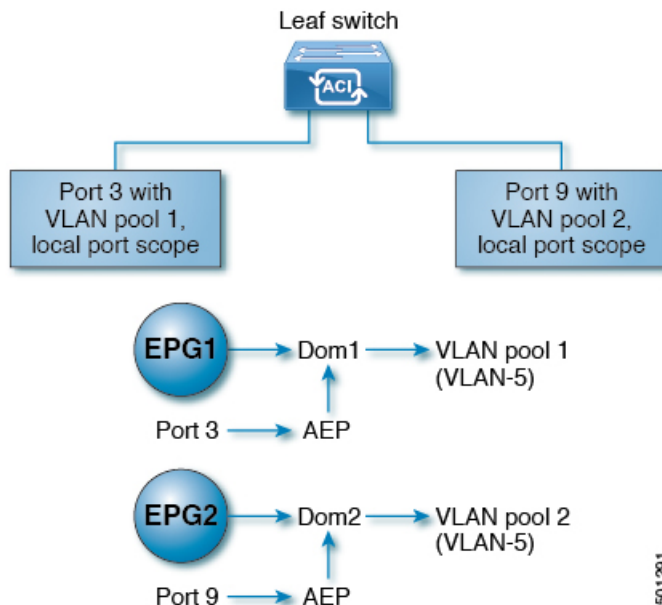 Leaf switch
ACI
Port 3 with
VLAN pool 1,
local port scope
Port 9 with
VLAN pool 2,
local port scope
EPG1
Dom1
VLAN pool 1
(VLAN-5)
Port 3
AEP
EPG2
Dom2
VLAN pool 2
(VLAN-5)
Port 9
AEP
501291